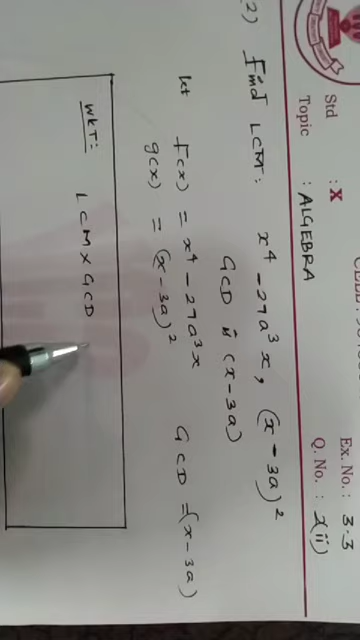 Std : X
Ex. No.: 3.3
Topic : ALGEBRA
Q. No. : 2(ii)
2) Find LCM: x⁴ - 27a³x, (x - 3a)²
GCD is (x - 3a)
let f(x) = x⁴ - 27a³x GCD = (x - 3a)
g(x) = (x - 3a)²
WKT:
LCM × GCD